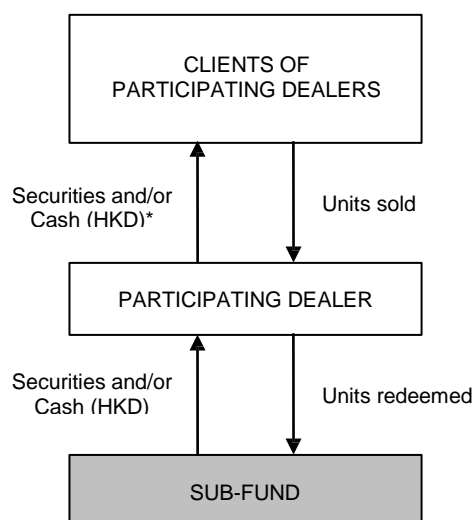 CLIENTS OF
PARTICIPATING DEALERS
Securities and/or
Cash (HKD)*
Units sold
PARTICIPATING DEALER
Securities and/or
Cash (HKD)
Units redeemed
SUB-FUND